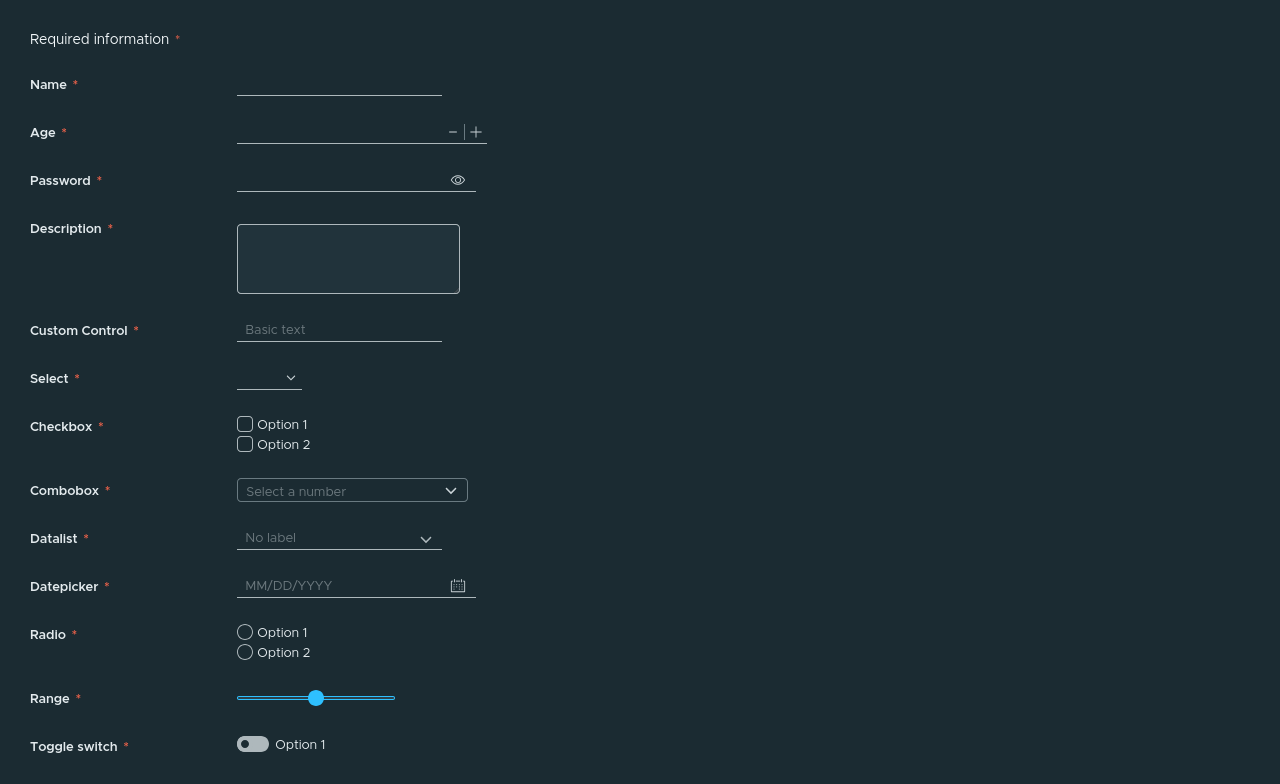 Required information *
Name *
Age *
Password *
Description *
Custom Control * Basic text
Select *
Checkbox * Option 1
Option 2
Combobox * Select a number
Datalist * No label
Datepicker * MM/DD/YYYY
Radio * Option 1
Option 2
Range *
Toggle switch * Option 1